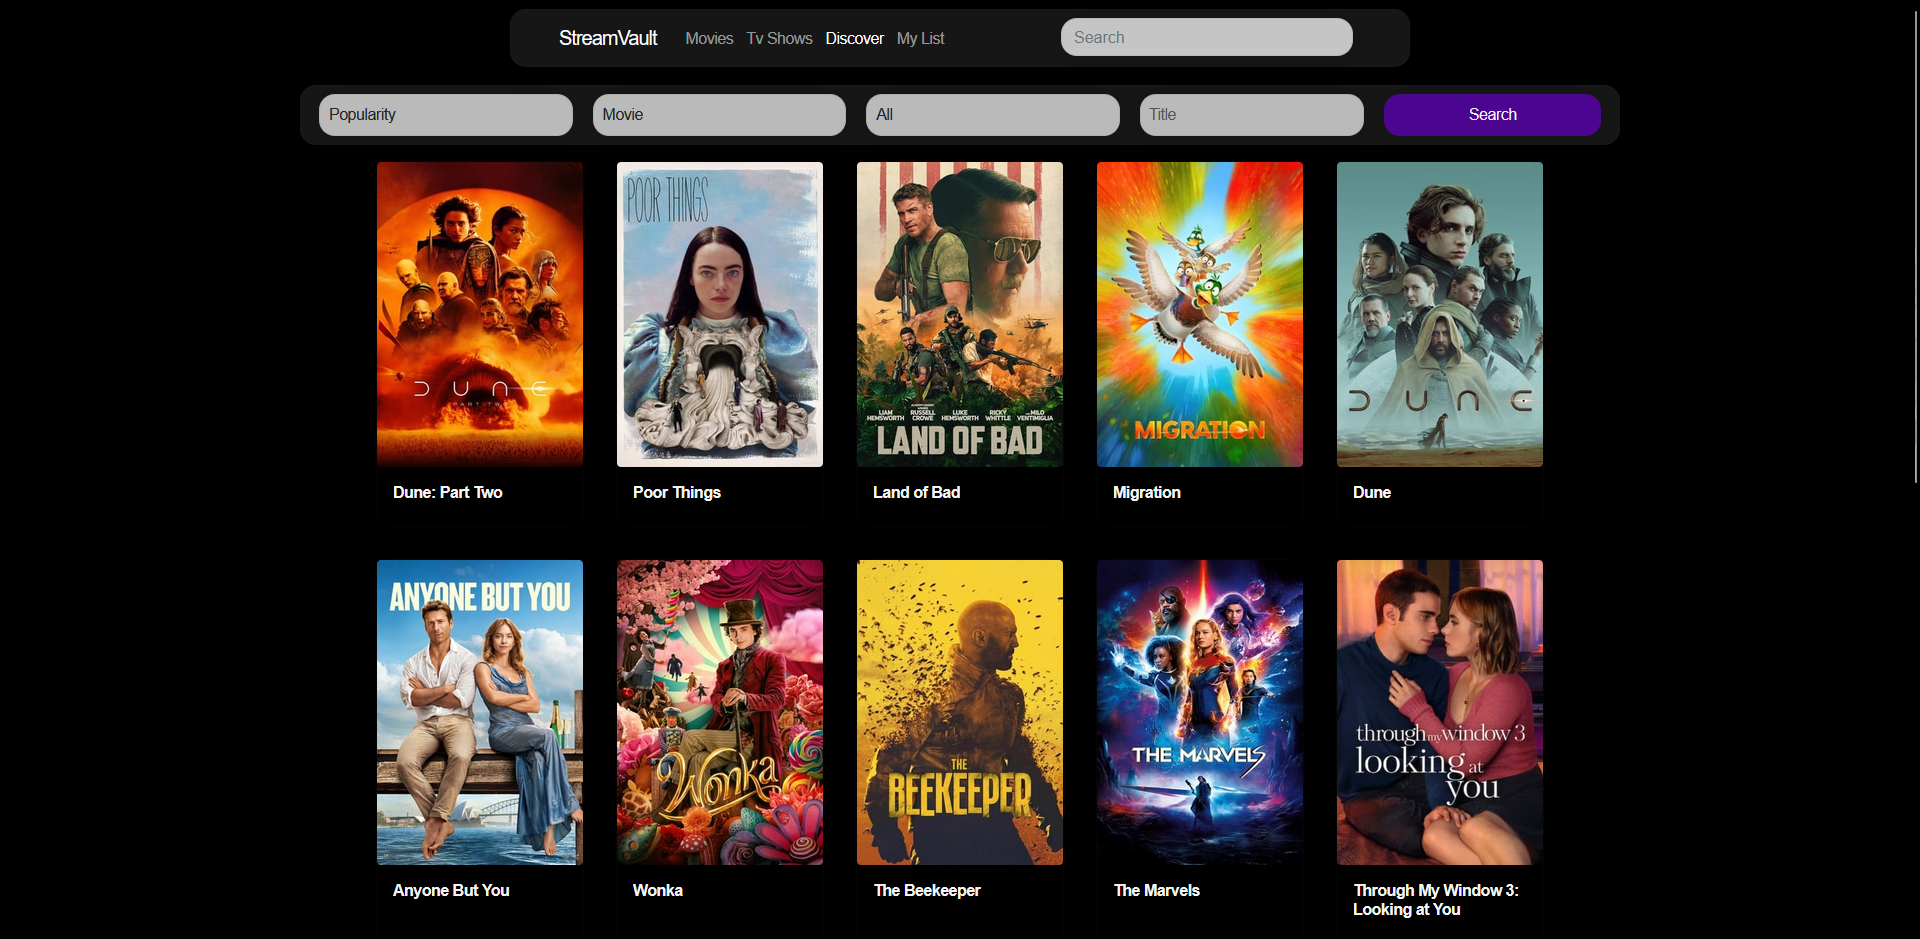 StreamVault Movies Tv Shows Discover My List Search
Popularity Movie All Title Search
DUNE
PART TWO
POOR THINGS
LIAM HEMSWORTH RUSSELL CROWE LUKE HEMSWORTH RICKY WHITTLE AND MILO VENTIMIGLIA
LAND OF BAD
MIGRATION
DUNE
Dune: Part Two
Poor Things
Land of Bad
Migration
Dune
ANYONE BUT YOU
Wonka
THE
BEEKEEPER
THE MARVELS
through my window 3
looking at
you
Anyone But You
Wonka
The Beekeeper
The Marvels
Through My Window 3:
Looking at You